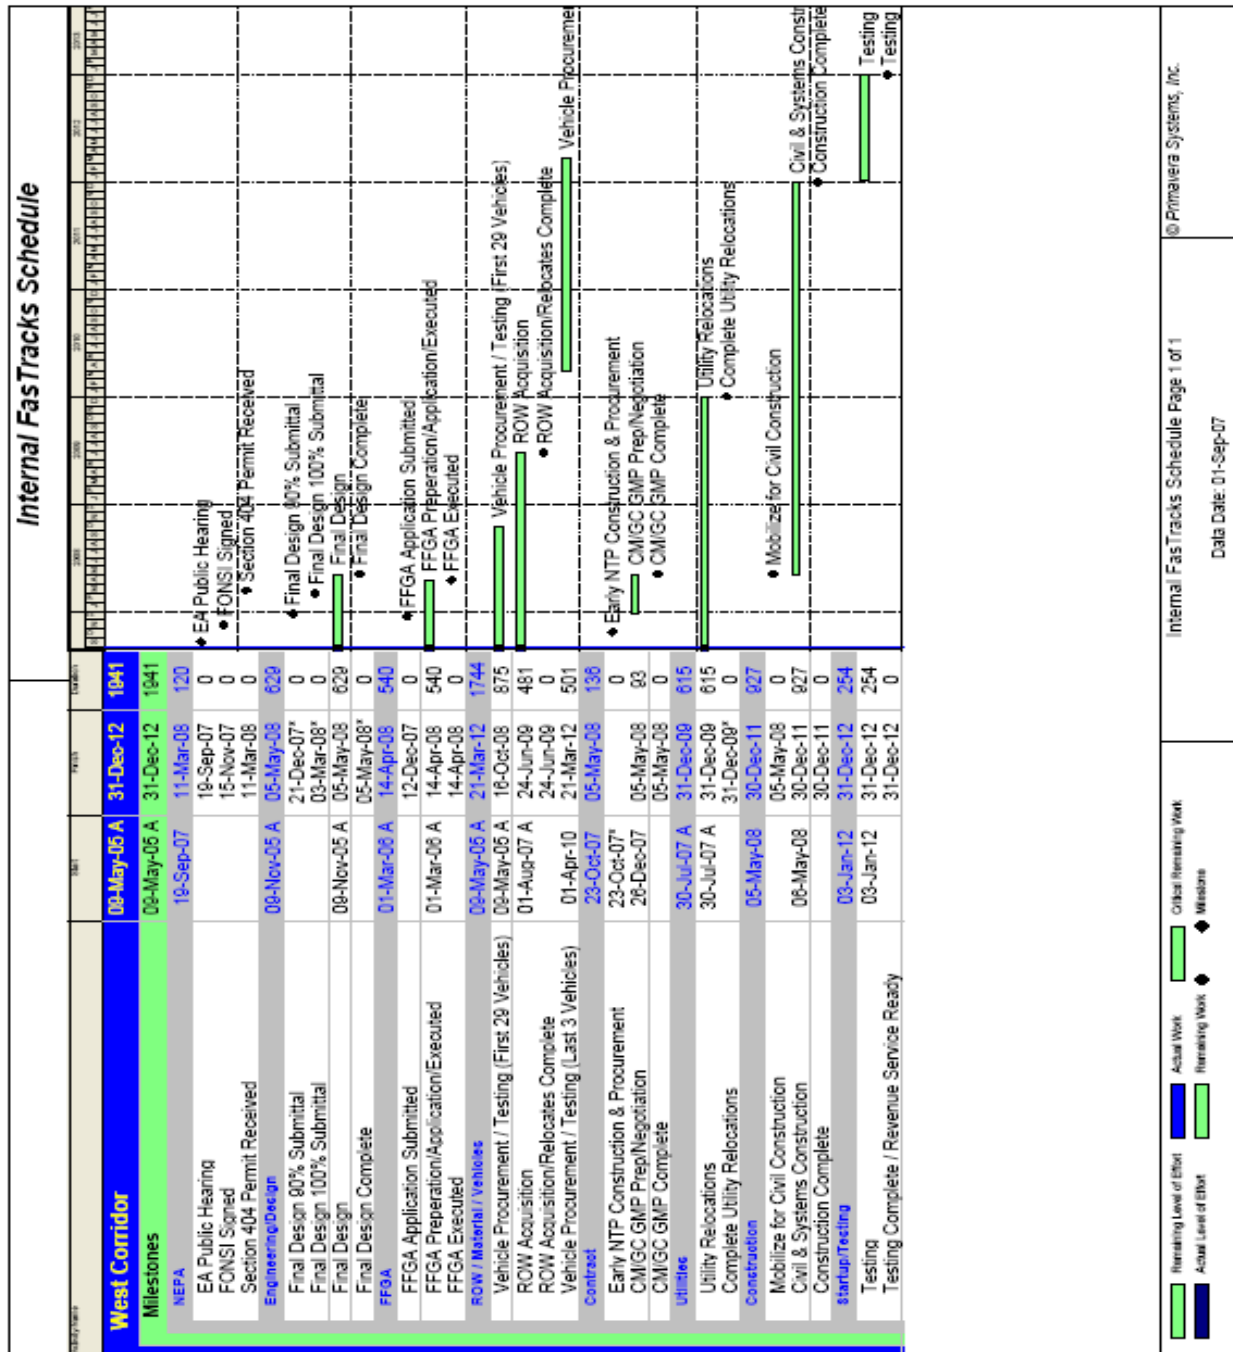 Internal FasTracks Schedule
Activity Name Start Finish Duration 2008 2009 2010 2011 2012 2013
West Corridor 09-May-05 A 31-Dec-12 1941
Milestones 09-May-05 A 31-Dec-12 1941
NEPA 19-Sep-07 11-Mar-08 120
EA Public Hearing 19-Sep-07 0 EA Public Hearing
FONSI Signed 15-Nov-07 0 FONSI Signed
Section 404 Permit Received 11-Mar-08 0 Section 404 Permit Received
Engineering/Design 09-Nov-05 A 05-May-08 629
Final Design 90% Submittal 21-Dec-07* 0 Final Design 90% Submittal
Final Design 100% Submittal 03-Mar-08* 0 Final Design 100% Submittal
Final Design 09-Nov-05 A 05-May-08 629 Final Design
Final Design Complete 05-May-08* 0 Final Design Complete
FFGA 01-Mar-06 A 14-Apr-08 540
FFGA Application Submitted 12-Dec-07 0 FFGA Application Submitted
FFGA Preperation/Application/Executed 01-Mar-06 A 14-Apr-08 540 FFGA Preperation/Application/Executed
FFGA Executed 14-Apr-08 0 FFGA Executed
ROW / Material / Vehicles 09-May-05 A 21-Mar-12 1744
Vehicle Procurement / Testing (First 29 Vehicles) 09-May-05 A 16-Oct-08 875 Vehicle Procurement / Testing (First 29 Vehicles)
ROW Acquisition 01-Aug-07 A 24-Jun-09 481 ROW Acquisition
ROW Acquisition/Relocates Complete 24-Jun-09 0 ROW Acquisition/Relocates Complete
Vehicle Procurement / Testing (Last 3 Vehicles) 01-Apr-10 21-Mar-12 501 Vehicle Procurement
Contract 23-Oct-07 05-May-08 136
Early NTP Construction & Procurement 23-Oct-07* 0 Early NTP Construction & Procurement
CM/GC GMP Prep/Negotiation 26-Dec-07 05-May-08 93 CM/GC GMP Prep/Negotiation
CM/GC GMP Complete 05-May-08 0 CM/GC GMP Complete
Utilities 30-Jul-07 A 31-Dec-09 615
Utility Relocations 30-Jul-07 A 31-Dec-09 615 Utility Relocations
Complete Utility Relocations 31-Dec-09* 0 Complete Utility Relocations
Construction 05-May-08 30-Dec-11 927
Mobilize for Civil Construction 05-May-08 0 Mobilize for Civil Construction
Civil & Systems Construction 06-May-08 30-Dec-11 927 Civil & Systems Constr
Construction Complete 30-Dec-11 0 Construction Complete
Startup/Testing 03-Jan-12 31-Dec-12 254
Testing 03-Jan-12 31-Dec-12 254 Testing
Testing Complete / Revenue Service Ready 31-Dec-12 0 Testing
Remaining Level of Effort Actual Work Critical Remaining Work
Actual Level of Effort Remaining Work Milestone
Internal FasTracks Schedule Page 1 of 1
Data Date: 01-Sep-07
© Primavera Systems, Inc.